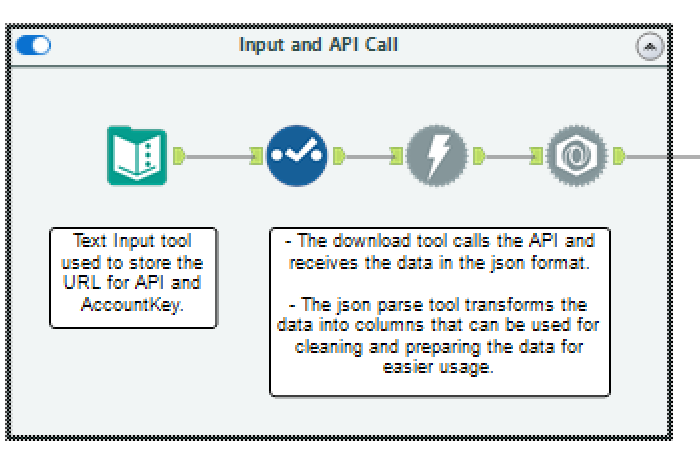 Input and API Call
Text Input tool
used to store the
URL for API and
AccountKey.
- The download tool calls the API and
receives the data in the json format.
- The json parse tool transforms the
data into columns that can be used for
cleaning and preparing the data for
easier usage.